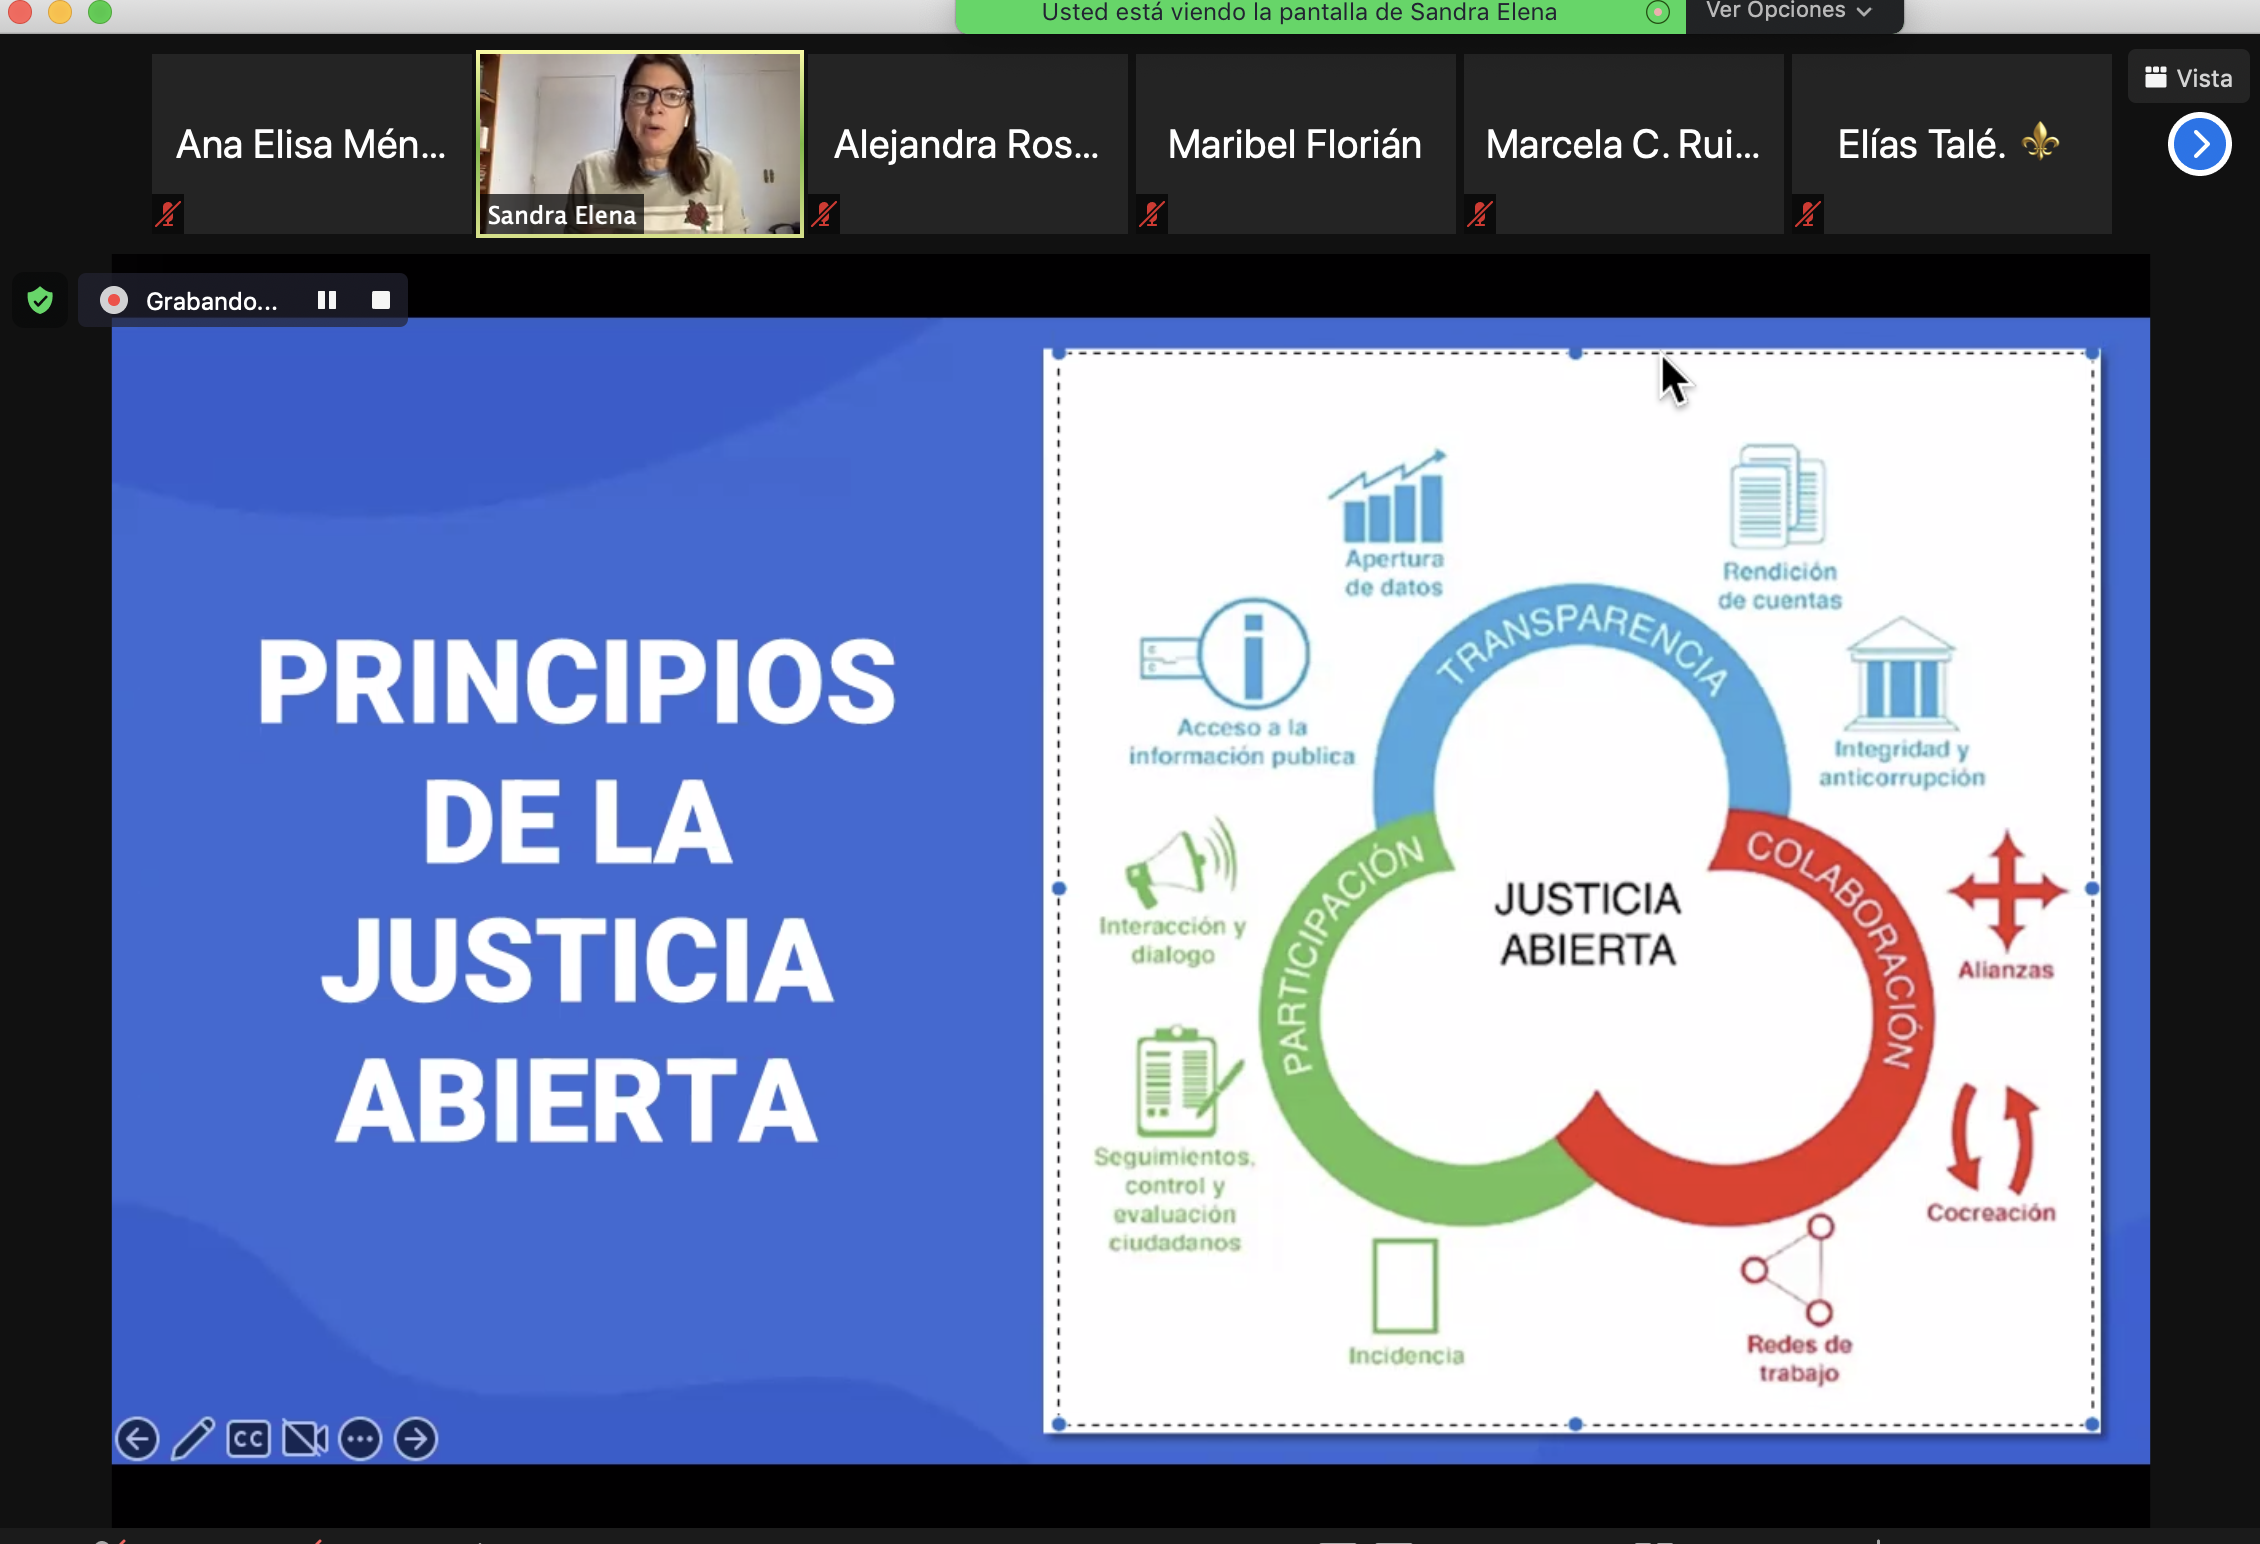 Usted está viendo la pantalla de Sandra Elena
Ver Opciones
Vista
Ana Elisa Mén...
Sandra Elena
Alejandra Ros...
Maribel Florián
Marcela C. Rui...
Elías Talé.
Grabando...
PRINCIPIOS
DE LA
JUSTICIA
ABIERTA
Apertura
de datos
Rendición
de cuentas
Acceso a la
información publica
TRANSPARENCIA
Integridad y
anticorrupción
Interacción y
dialogo
PARTICIPACIÓN
JUSTICIA
ABIERTA
COLABORACIÓN
Alianzas
Seguimientos,
control y
evaluación
ciudadanos
Cocreación
Incidencia
Redes de
trabajo
CC